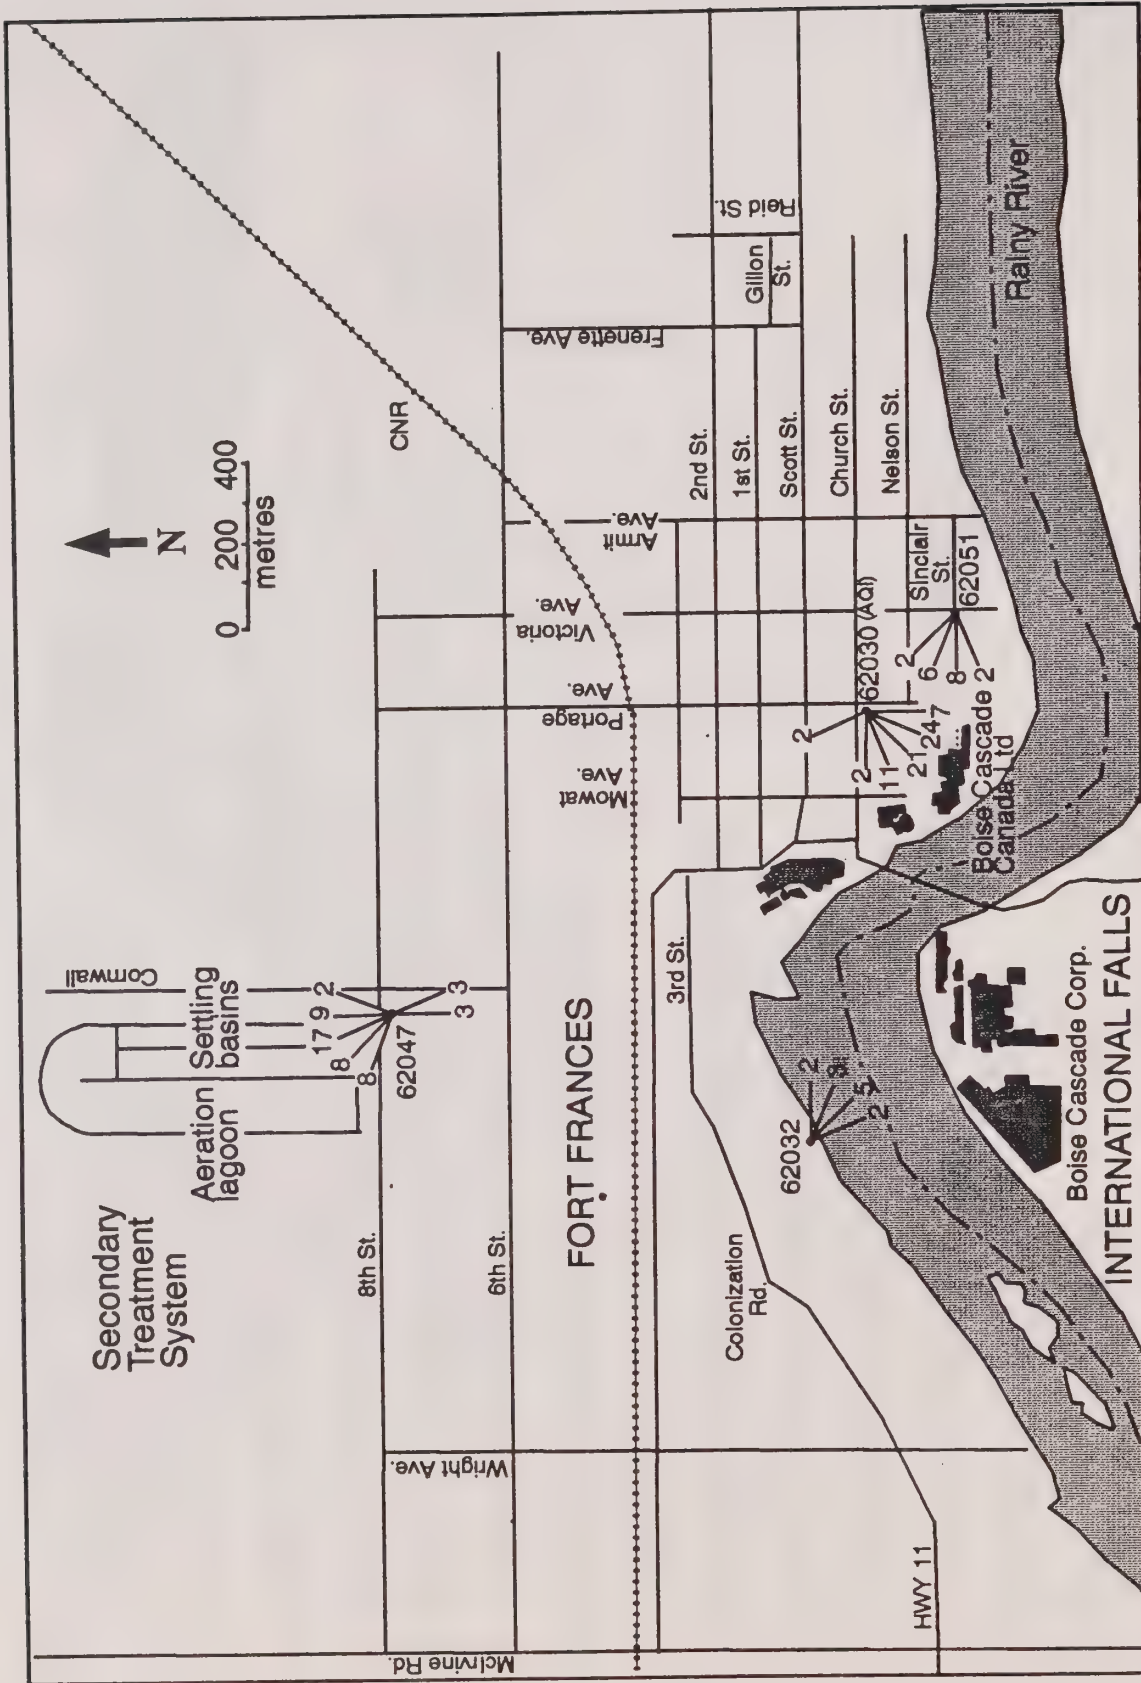 Secondary
Treatment
System
Aeration
lagoon
Settling
basins
Cornwall
0 200 400
metres
N
CNR
8
8
17
9
2
3
3
62047
8th St.
6th St.
McIrvine Rd.
Wright Ave.
FORT FRANCES
Mowat
Ave.
Portage
Ave.
Victoria
Ave.
Armit
Ave.
Frenette Ave.
Reid St.
Gillon
St.
2nd St.
1st St.
Scott St.
Church St.
Nelson St.
Sinclair
St.
3rd St.
Colonization
Rd.
HWY 11
62032
2
5
2
62030 (AQI)
2
2
11
21
24
7
62051
2
6
8
2
Boise Cascade
Canada Ltd
Rainy River
Boise Cascade Corp.
INTERNATIONAL FALLS